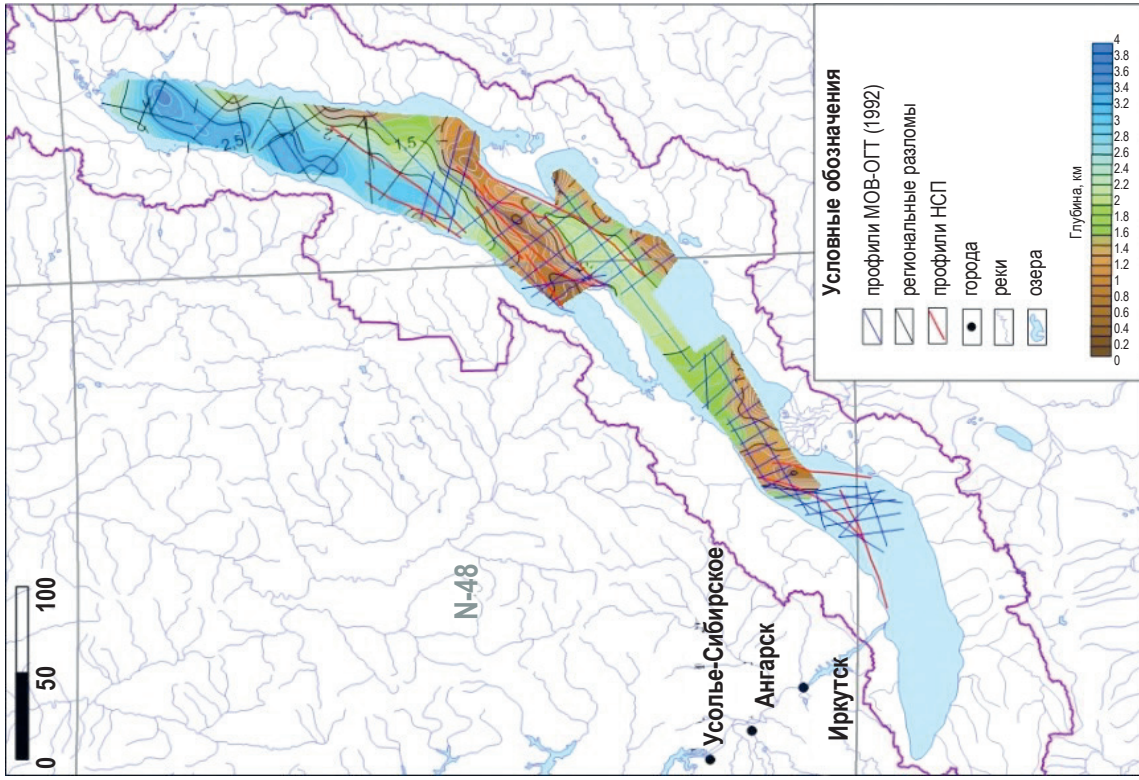 0 50 100
N-48
Усолье-Сибирское
Ангарск
Иркутск
2.5
2
1.5
Условные обозначения
профили МОВ-ОГТ (1992)
региональные разломы
профили НСП
города
реки
озера
Глубина, км
0 0.2 0.4 0.6 0.8 1 1.2 1.4 1.6 1.8 2 2.2 2.4 2.6 2.8 3 3.2 3.4 3.6 3.8 4